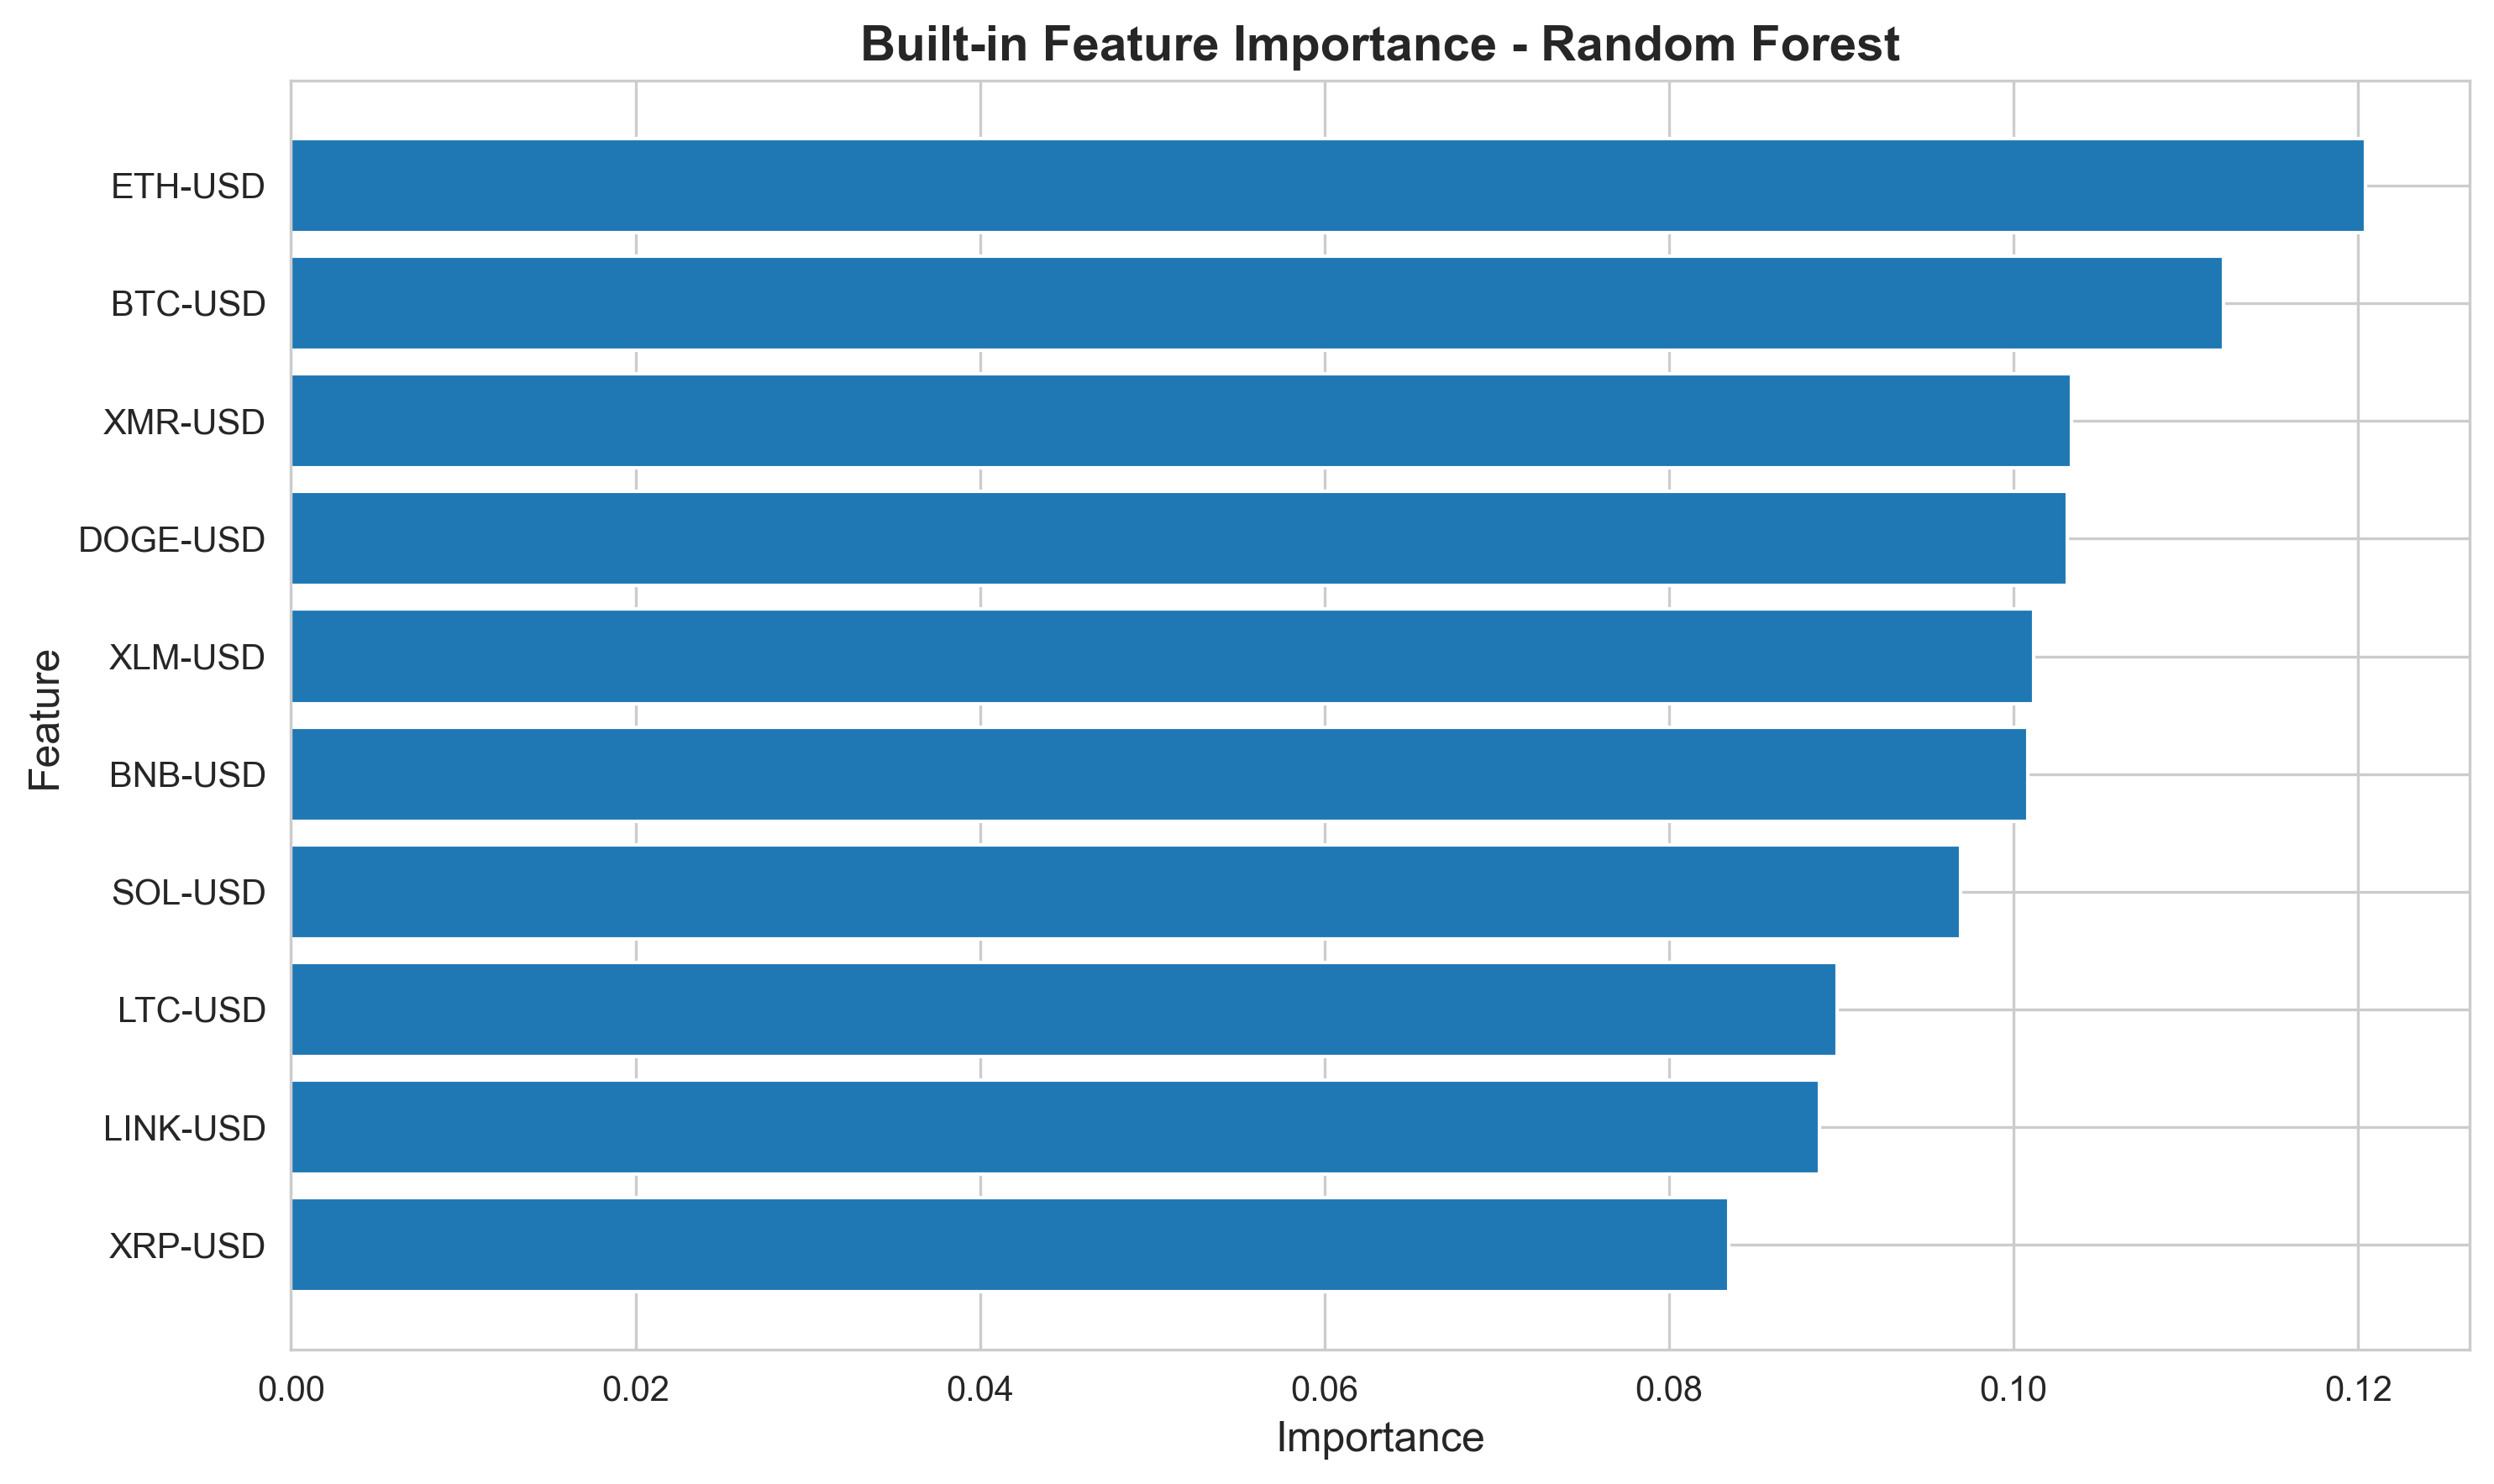 Built-in Feature Importance - Random Forest
ETH-USD
BTC-USD
XMR-USD
DOGE-USD
XLM-USD
BNB-USD
SOL-USD
LTC-USD
LINK-USD
XRP-USD
Feature
0.00 0.02 0.04 0.06 0.08 0.10 0.12
Importance